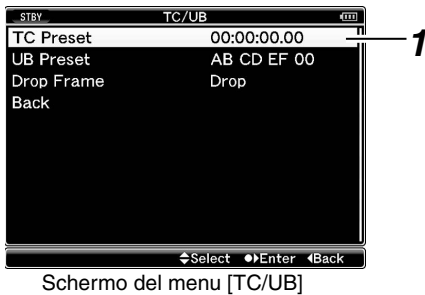 STBY TC/UB
TC Preset 00:00:00.00
1
UB Preset AB CD EF 00
Drop Frame Drop
Back
Select Enter Back
Schermo del menu [TC/UB]